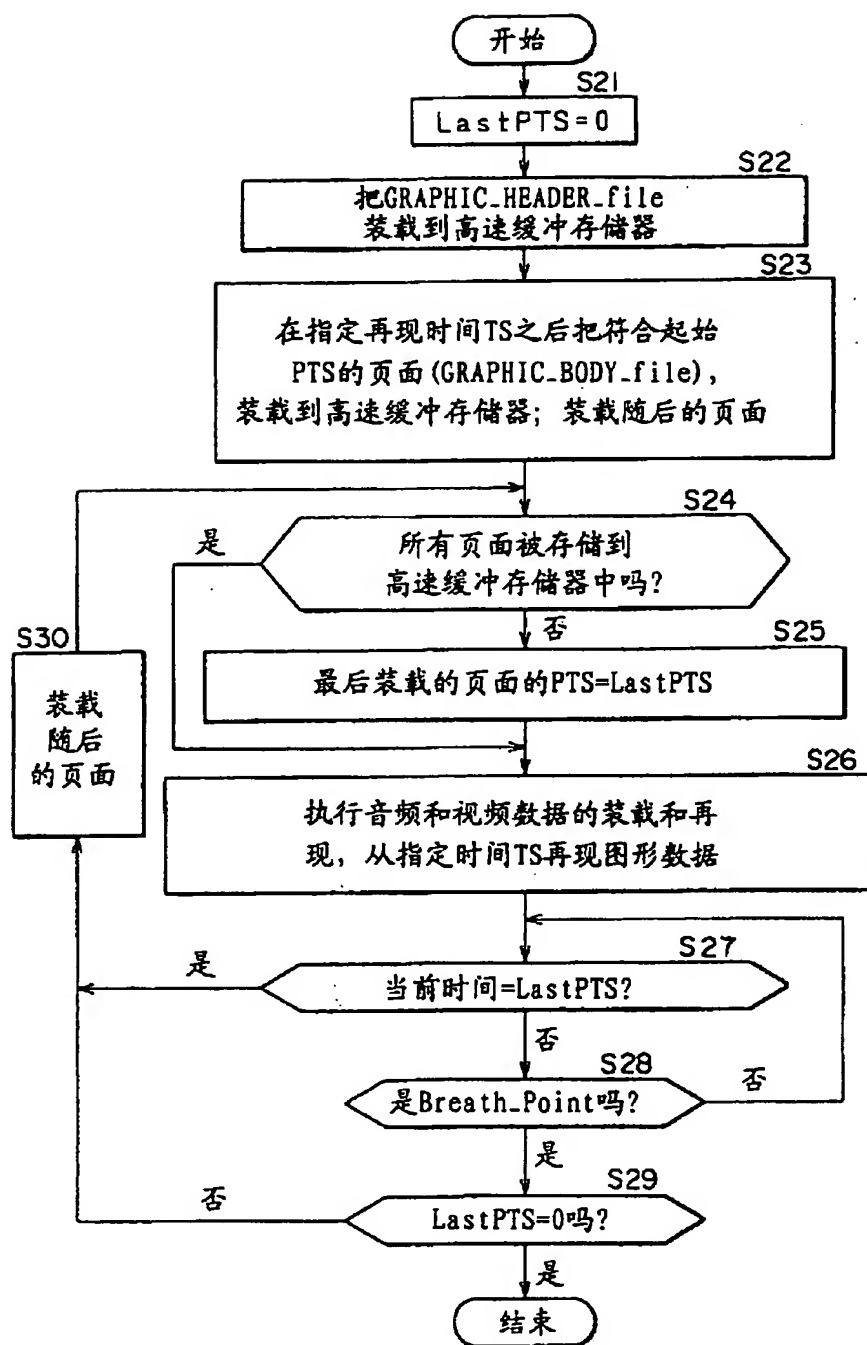 开始
S21
LastPTS=0
S22
把GRAPHIC_HEADER_file
装载到高速缓冲存储器
S23
在指定再现时间TS之后把符合起始
PTS的页面(GRAPHIC_BODY_file),
装载到高速缓冲存储器; 装载随后的页面
S24
是
所有页面被存储到
高速缓冲存储器中吗?
否
S30
装载
随后
的页面
S25
最后装载的页面的PTS=LastPTS
S26
执行音频和视频数据的装载和再
现, 从指定时间TS再现图形数据
S27
是
当前时间=LastPTS?
否
S28
是Breath_Point吗?
否
是
S29
否
LastPTS=0吗?
是
结束